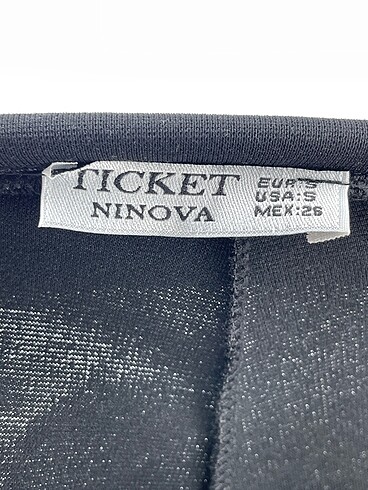 TICKET
NINOVA
EUR:S
USA:S
MEX:26